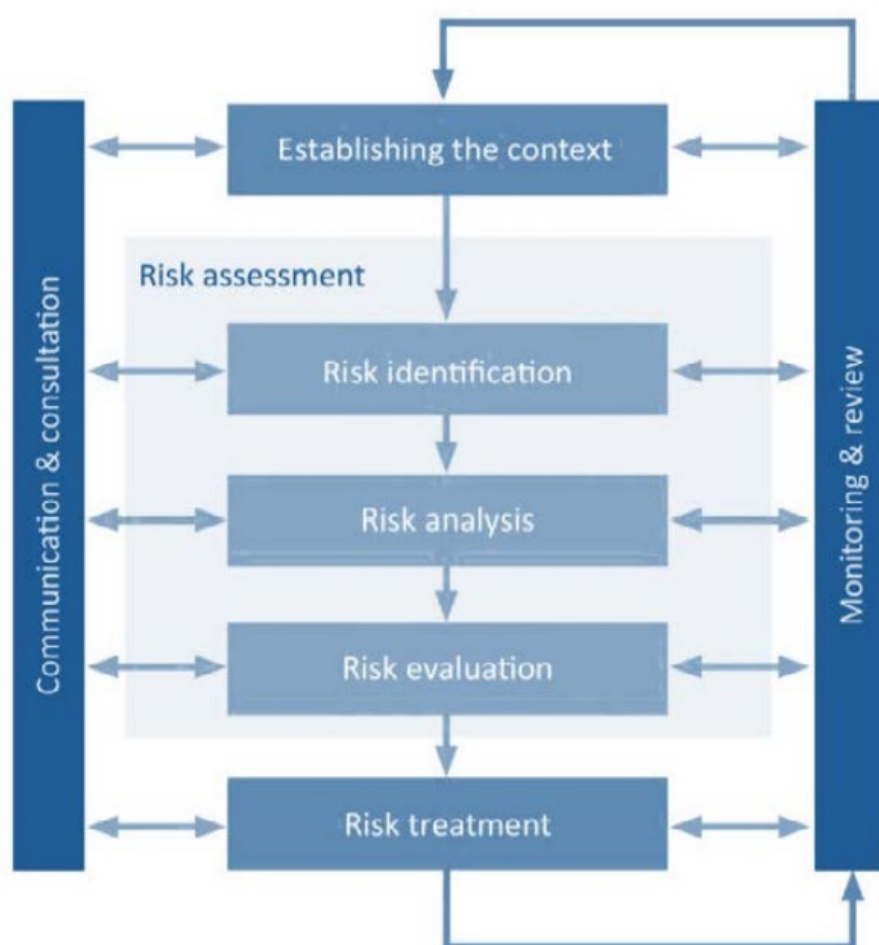 Establishing the context
Risk assessment
Risk identification
Risk analysis
Risk evaluation
Risk treatment
Communication & consultation
Monitoring & review